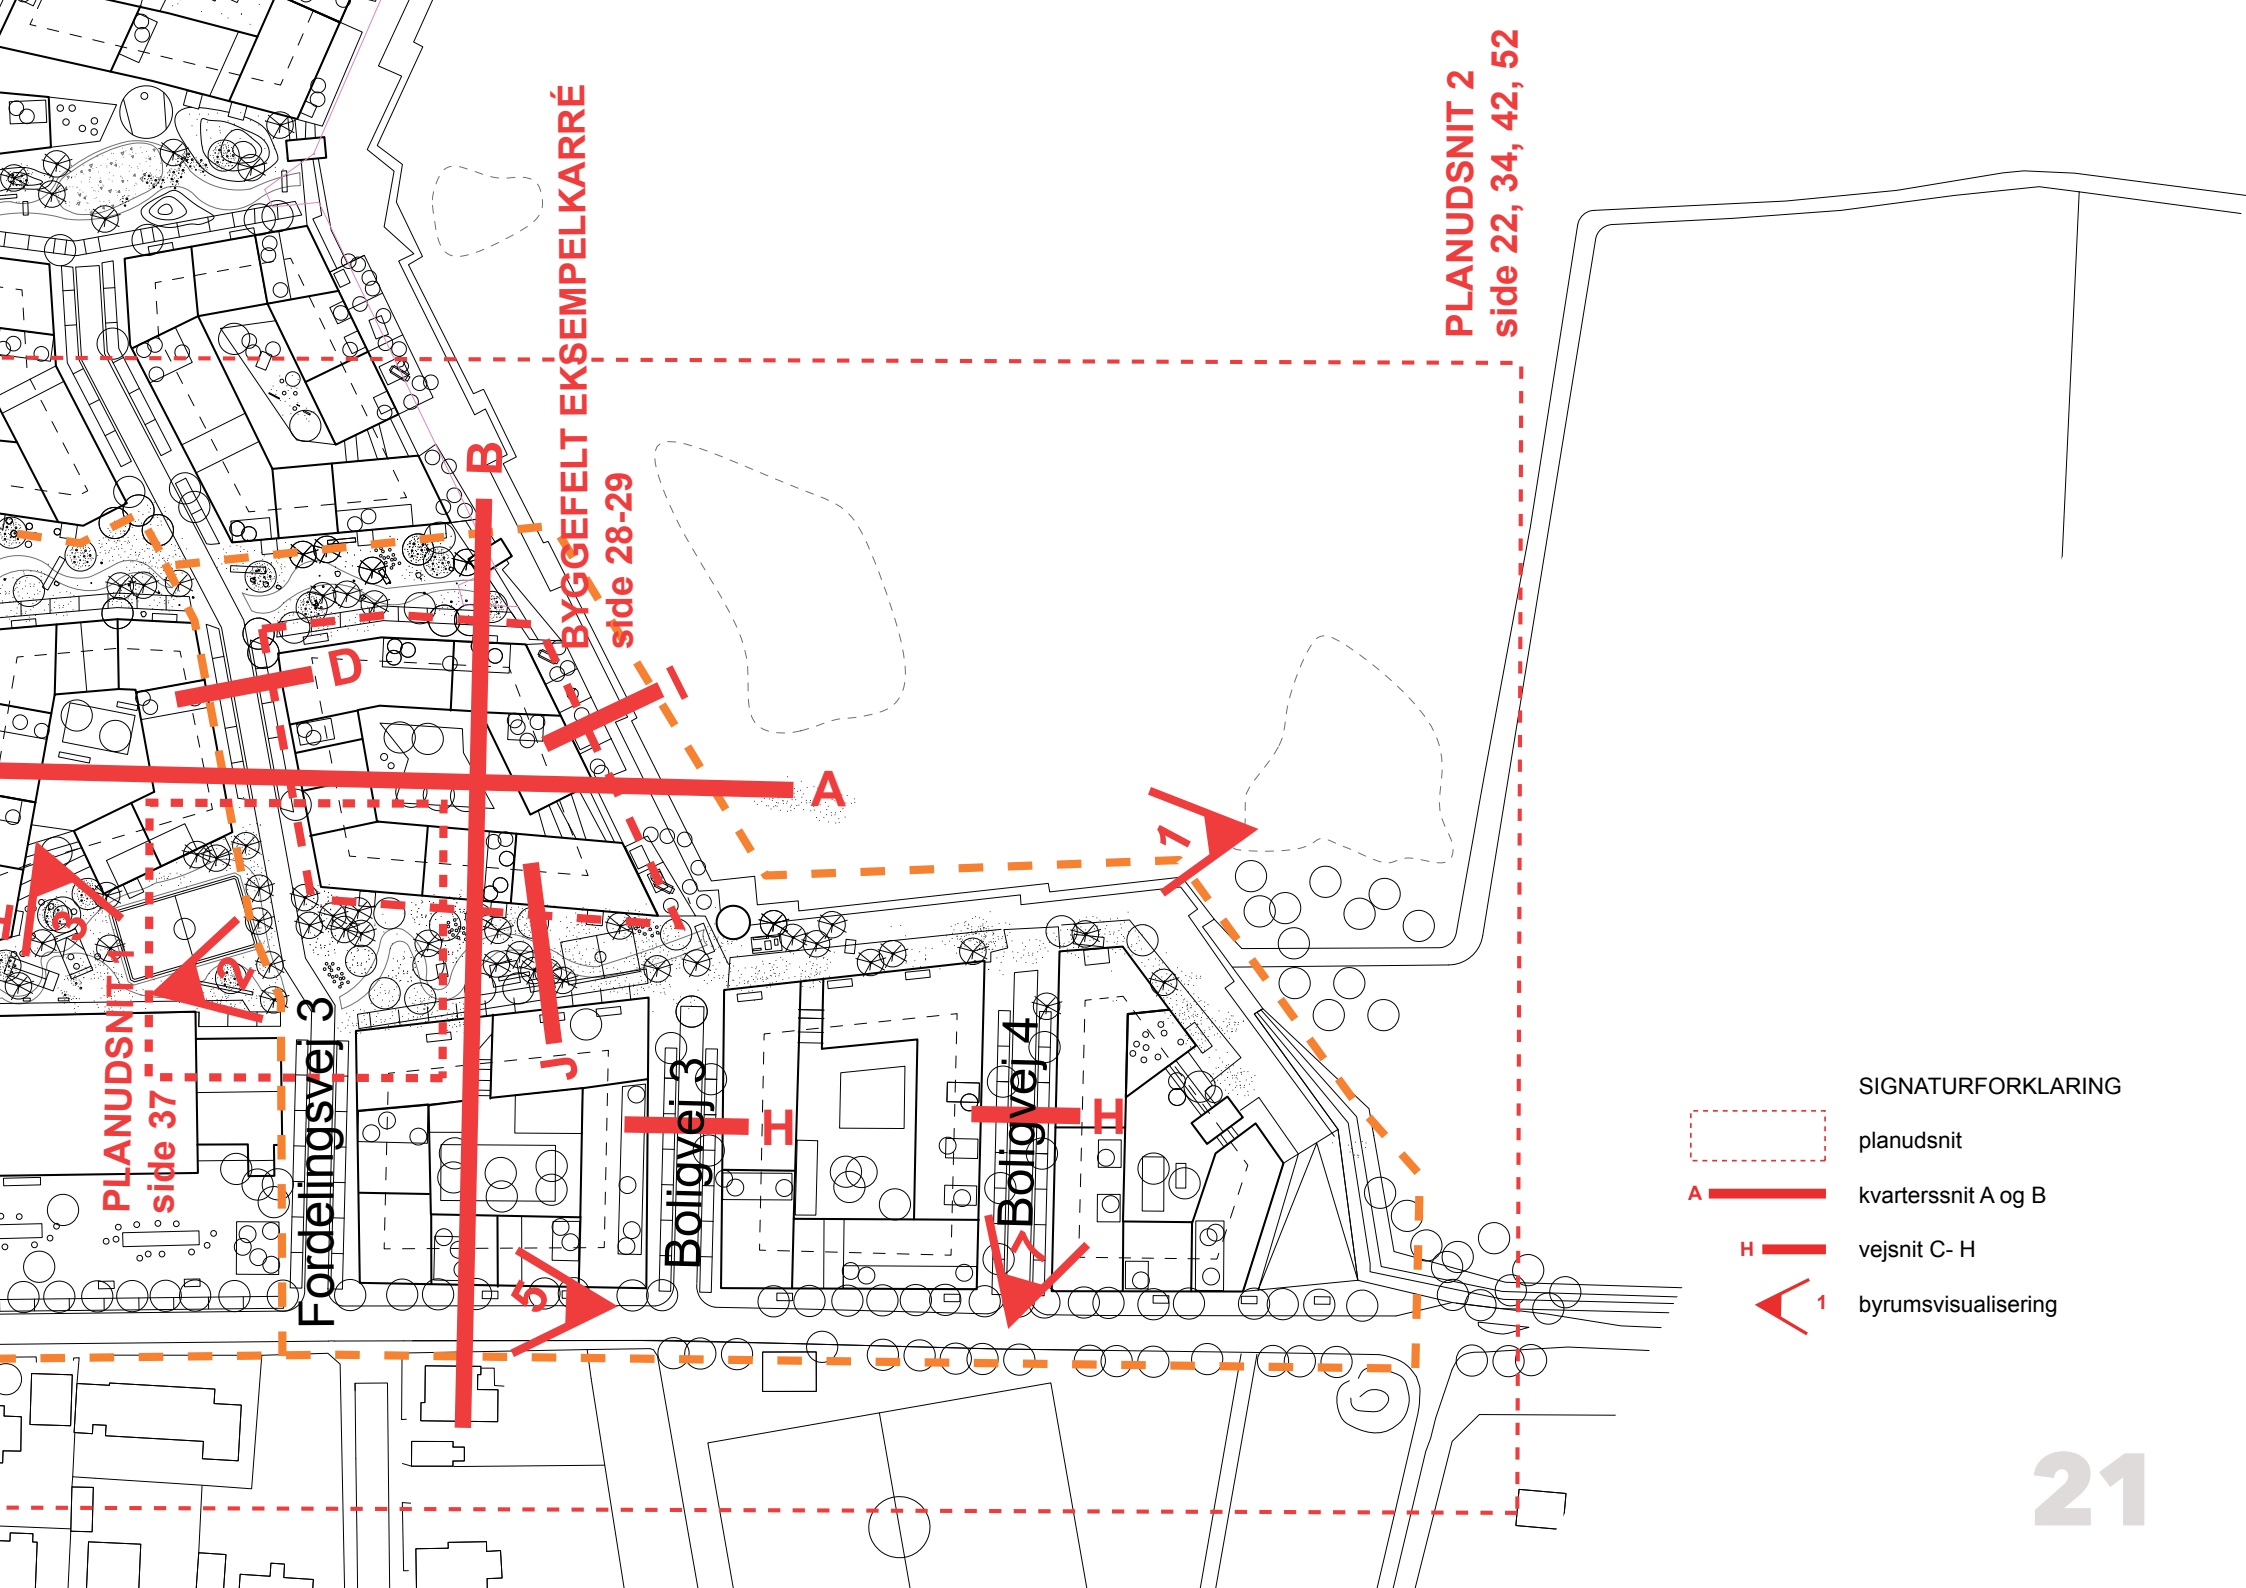 PLANUDSNIT 2
side 22, 34, 42, 52
BYGGEFELT EKSEMPELKARRÉ
side 28-29
B
D
I
A
1
3
2
PLANUDSNIT 1
side 37
J
H
H
Fordelingsvej 3
Boligvej 3
Boligvej 4
5
7
SIGNATURFORKLARING
planudsnit
A kvarterssnit A og B
H vejsnit C- H
1 byrumsvisualisering
21